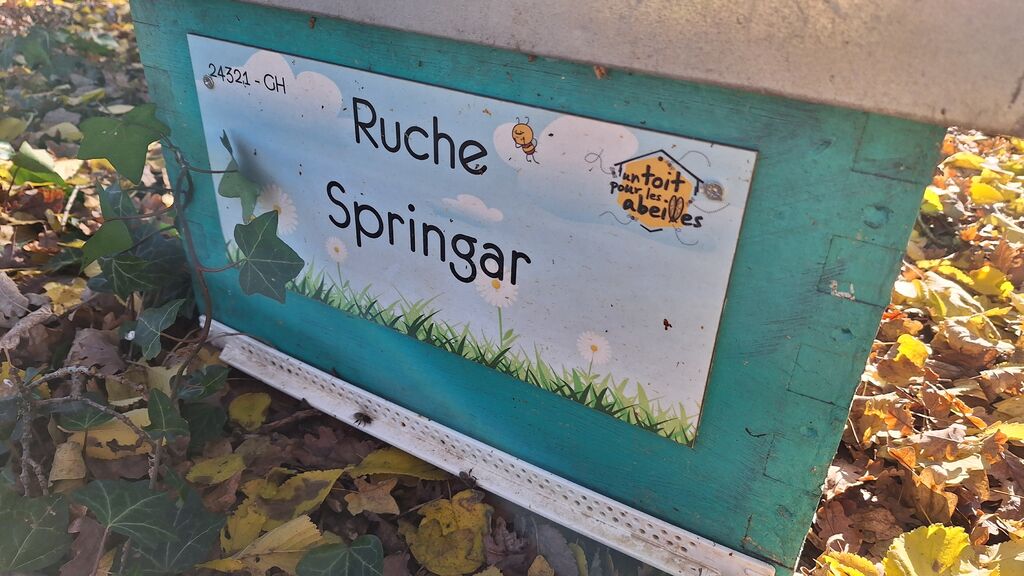 24321 - GH
Ruche
Springar
un toit
pour les
abeilles